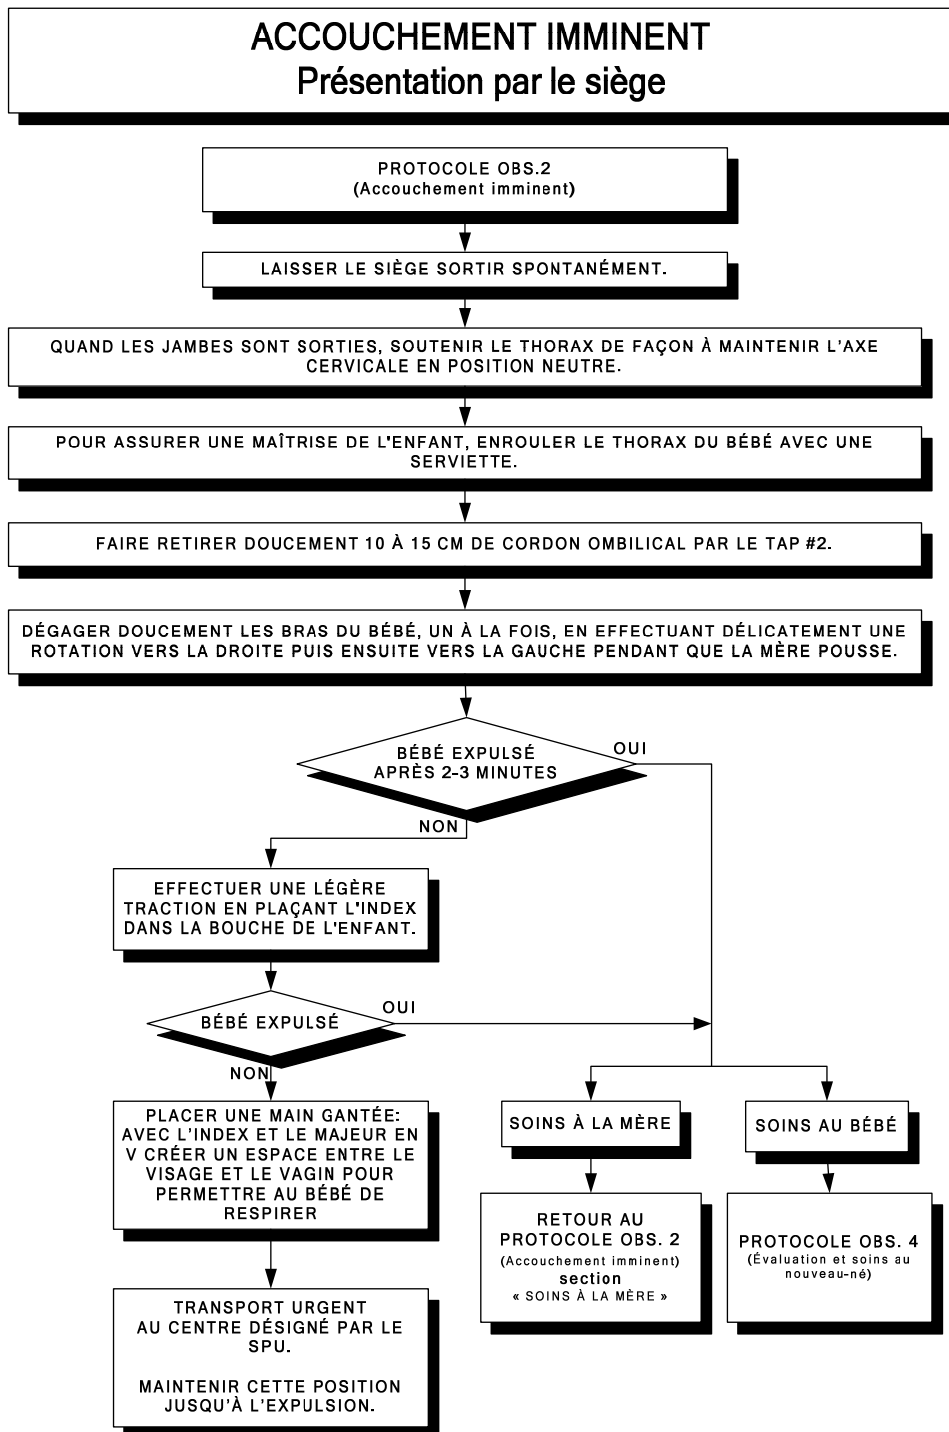 ACCOUCHEMENT IMMINENT
Présentation par le siège
PROTOCOLE OBS.2
(Accouchement imminent)
LAISSER LE SIÈGE SORTIR SPONTANÉMENT.
QUAND LES JAMBES SONT SORTIES, SOUTENIR LE THORAX DE FAÇON À MAINTENIR L'AXE
CERVICALE EN POSITION NEUTRE.
POUR ASSURER UNE MAÎTRISE DE L'ENFANT, ENROULER LE THORAX DU BÉBÉ AVEC UNE
SERVIETTE.
FAIRE RETIRER DOUCEMENT 10 À 15 CM DE CORDON OMBILICAL PAR LE TAP #2.
DÉGAGER DOUCEMENT LES BRAS DU BÉBÉ, UN À LA FOIS, EN EFFECTUANT DÉLICATEMENT UNE
ROTATION VERS LA DROITE PUIS ENSUITE VERS LA GAUCHE PENDANT QUE LA MÈRE POUSSE.
BÉBÉ EXPULSÉ
APRÈS 2-3 MINUTES
OUI
NON
EFFECTUER UNE LÉGÈRE
TRACTION EN PLAÇANT L'INDEX
DANS LA BOUCHE DE L'ENFANT.
BÉBÉ EXPULSÉ
OUI
NON
PLACER UNE MAIN GANTÉE:
AVEC L'INDEX ET LE MAJEUR EN
V CRÉER UN ESPACE ENTRE LE
VISAGE ET LE VAGIN POUR
PERMETTRE AU BÉBÉ DE
RESPIRER
TRANSPORT URGENT
AU CENTRE DÉSIGNÉ PAR LE
SPU.
MAINTENIR CETTE POSITION
JUSQU'À L'EXPULSION.
SOINS À LA MÈRE
RETOUR AU
PROTOCOLE OBS. 2
(Accouchement imminent)
section
« SOINS À LA MÈRE »
SOINS AU BÉBÉ
PROTOCOLE OBS. 4
(Évaluation et soins au
nouveau-né)